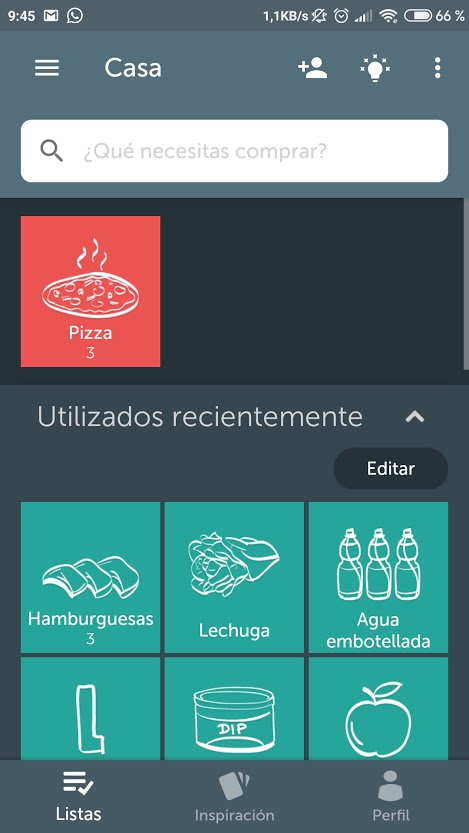 9:45
1,1KB/s
66 %
Casa
¿Qué necesitas comprar?
Pizza
3
Utilizados recientemente
Editar
Hamburguesas
3
Lechuga
Agua
embotellada
L
DIP
Listas
Inspiración
Perfil